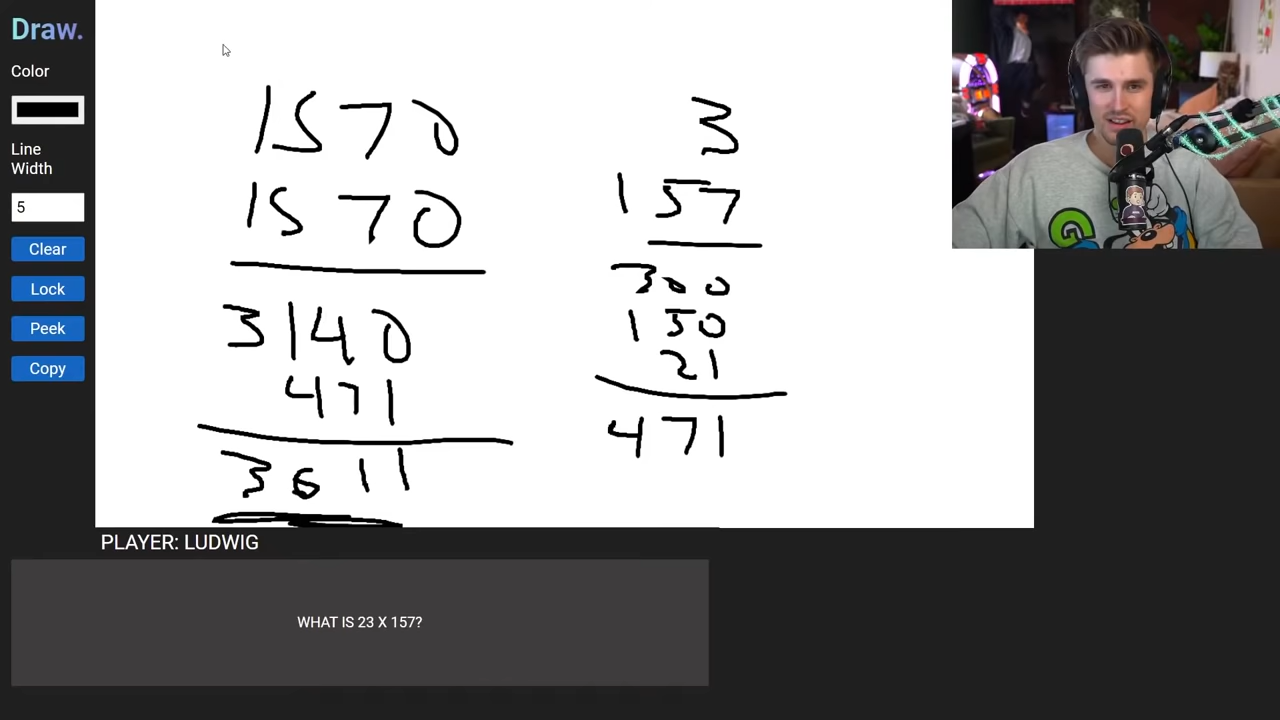 Draw.
Color
Line
Width
5
Clear
Lock
Peek
Copy
1570
1570
3140
471
3611
3
157
300
150
21
471
PLAYER: LUDWIG
WHAT IS 23 X 157?